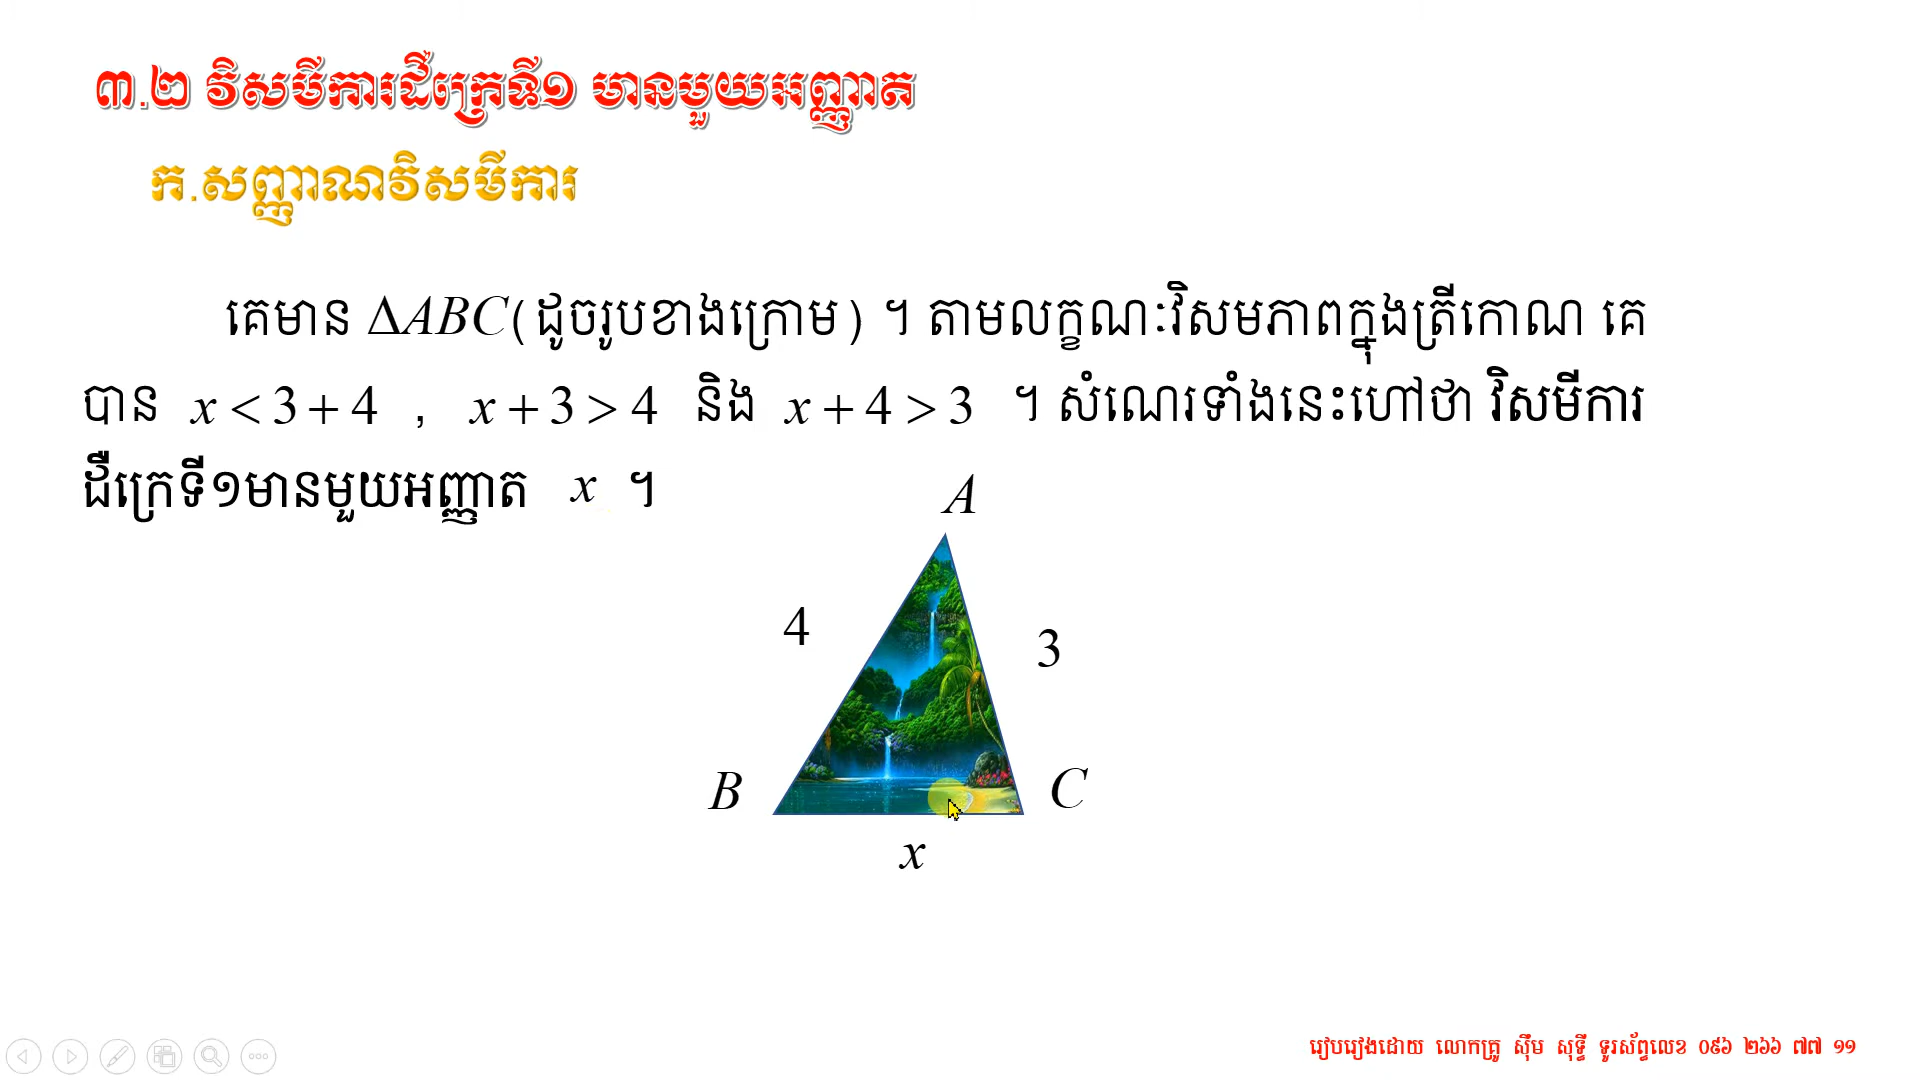 ៣.២ វិសមីការដឺក្រេទី១ មានមួយអញ្ញាត
ក.សញ្ញាណវិសមីការ
គេមាន ΔABC(ដូចរូបខាងក្រោម) ។ តាមលក្ខណៈវិសមភាពក្នុងត្រីកោណ គេ
បាន x < 3 + 4 , x + 3 > 4 និង x + 4 > 3 ។ សំណេរទាំងនេះហៅថា វិសមីការ
ដឺក្រេទី១មានមួយអញ្ញាត x ។
A
4
3
B
C
x
រៀបរៀងដោយ លោកគ្រូ ស៊ឹម សុទ្ធី ទូរស័ព្ទលេខ ០៩៦ ២៦៦ ៧៧ ១១